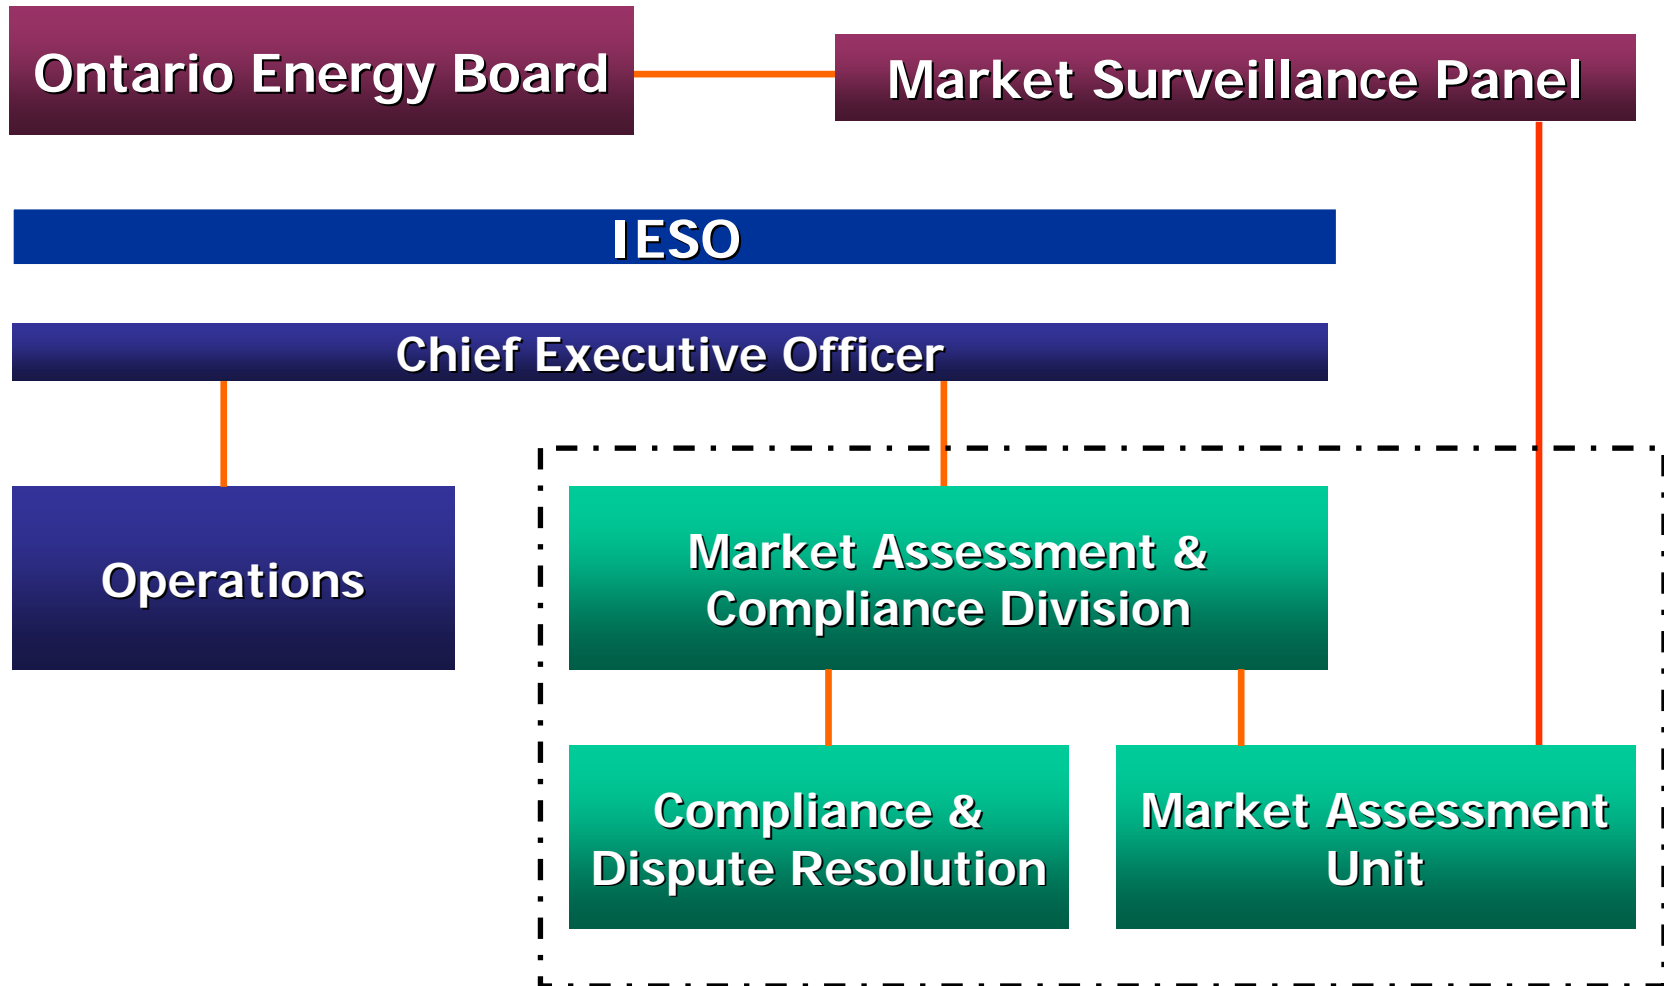 Ontario Energy Board
Market Surveillance Panel
IESO
Chief Executive Officer
Operations
Market Assessment &
Compliance Division
Compliance &
Dispute Resolution
Market Assessment
Unit